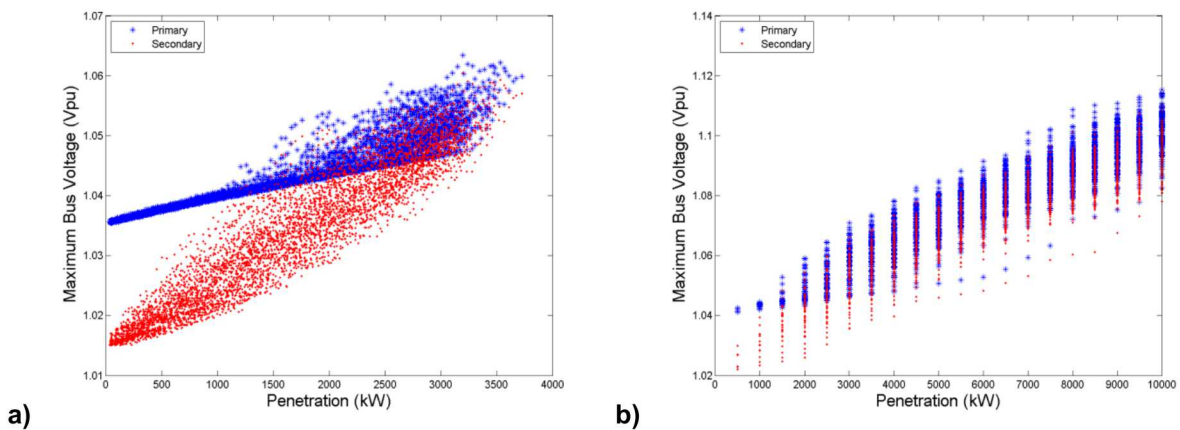 1.07
1.06
1.05
1.04
1.03
1.02
1.01
Maximum Bus Voltage (Vpu)
Primary
Secondary
0 500 1000 1500 2000 2500 3000 3500 4000
Penetration (kW)
a)
1.14
1.12
1.1
1.08
1.06
1.04
1.02
Maximum Bus Voltage (Vpu)
Primary
Secondary
0 1000 2000 3000 4000 5000 6000 7000 8000 9000 10000
Penetration (kW)
b)